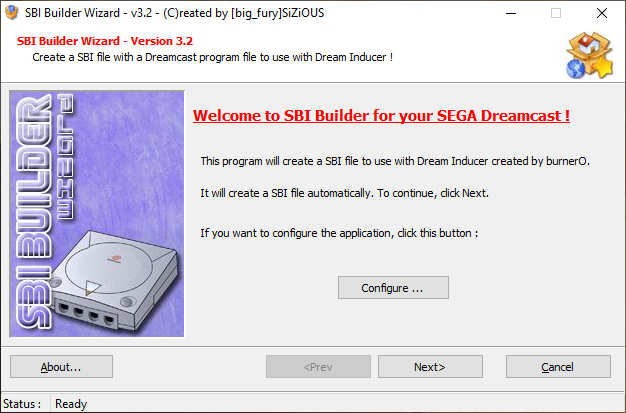 SBI Builder Wizard - v3.2 - (C)reated by [big_fury]SiZiOUS
SBI Builder Wizard - Version 3.2
Create a SBI file with a Dreamcast program file to use with Dream Inducer !
SBI BUILDER
wizard
Welcome to SBI Builder for your SEGA Dreamcast !
This program will create a SBI file to use with Dream Inducer created by burnerO.
It will create a SBI file automatically. To continue, click Next.
If you want to configure the application, click this button :
Configure ...
About... <Prev Next> Cancel
Status : Ready